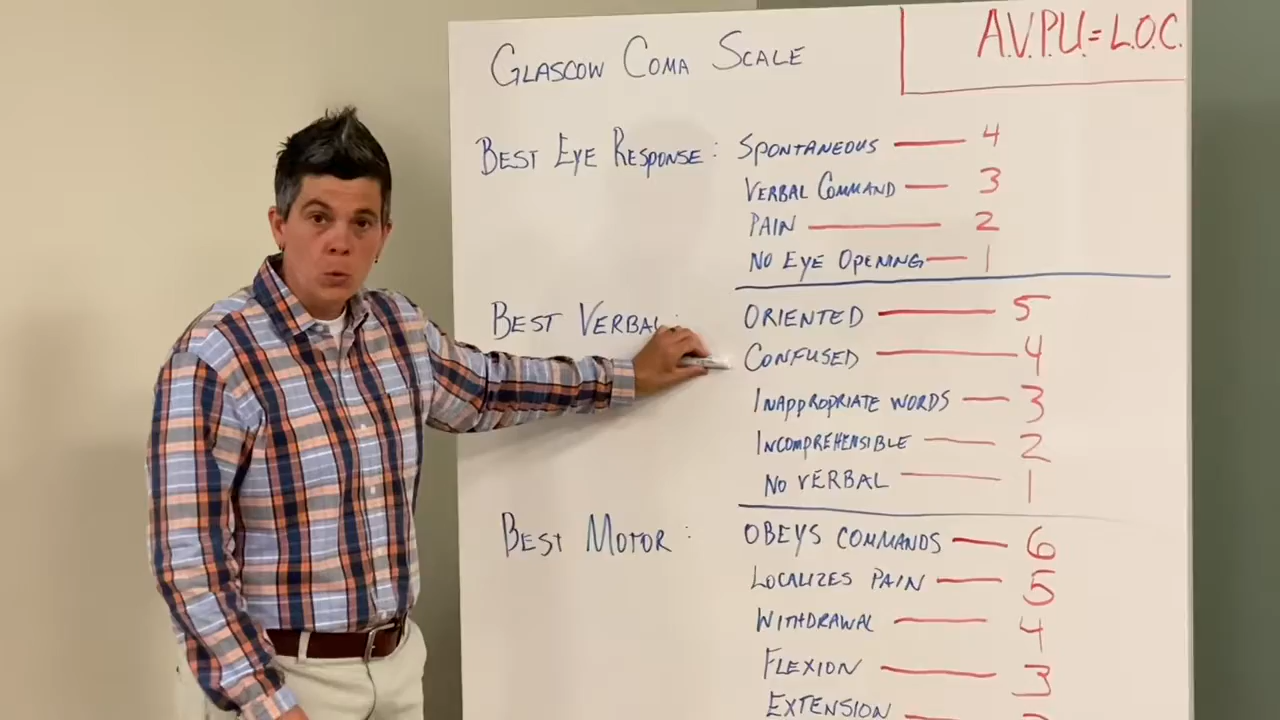 A.V.P.U. = L.O.C.
GLASCOW COMA SCALE
BEST EYE RESPONSE: SPONTANEOUS — 4
VERBAL COMMAND — 3
PAIN — 2
NO EYE OPENING — 1
BEST VERBAL: ORIENTED — 5
CONFUSED — 4
INAPPROPRIATE WORDS — 3
INCOMPREHENSIBLE — 2
NO VERBAL — 1
BEST MOTOR: OBEYS COMMANDS — 6
LOCALIZES PAIN — 5
WITHDRAWAL — 4
FLEXION — 3
EXTENSION —